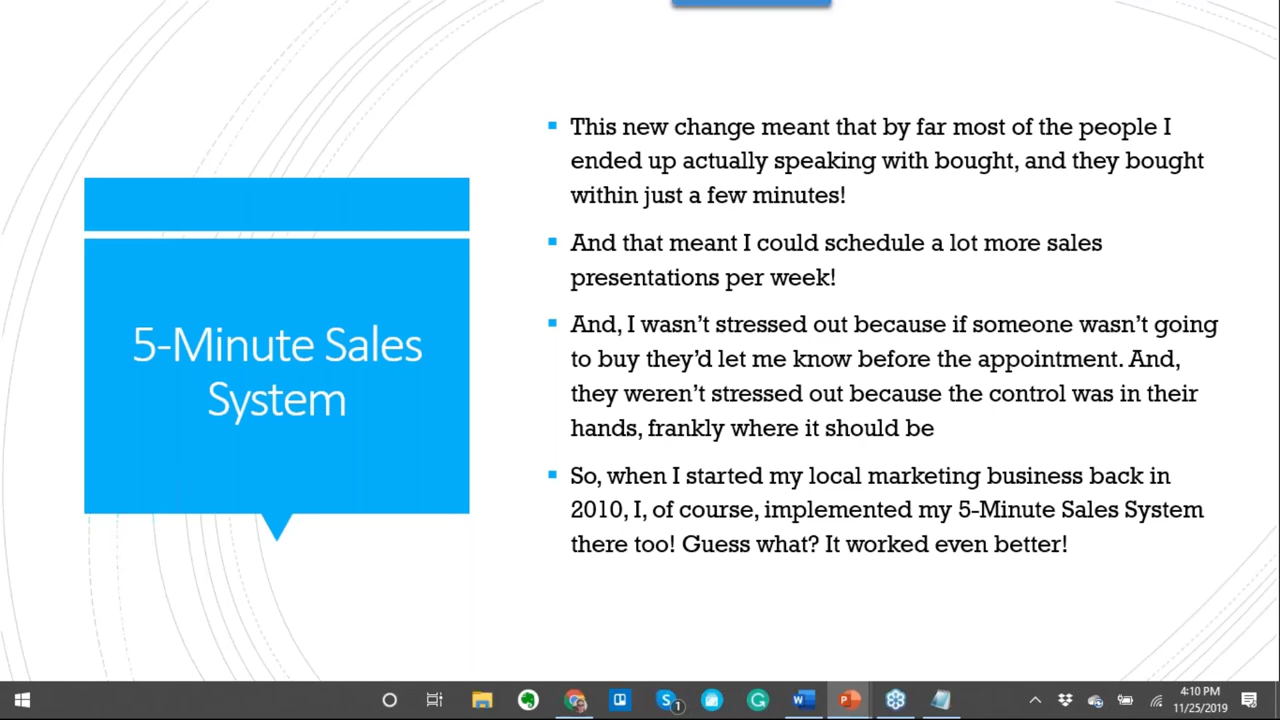 5-Minute Sales
System
This new change meant that by far most of the people I
ended up actually speaking with bought, and they bought
within just a few minutes!
And that meant I could schedule a lot more sales
presentations per week!
And, I wasn't stressed out because if someone wasn't going
to buy they'd let me know before the appointment. And,
they weren't stressed out because the control was in their
hands, frankly where it should be
So, when I started my local marketing business back in
2010, I, of course, implemented my 5-Minute Sales System
there too! Guess what? It worked even better!
1
4:10 PM
11/25/2019